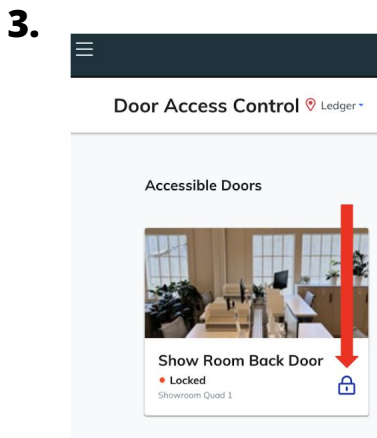 3.
Door Access Control Ledger
Accessible Doors
Show Room Back Door
Locked
Showroom Quad 1